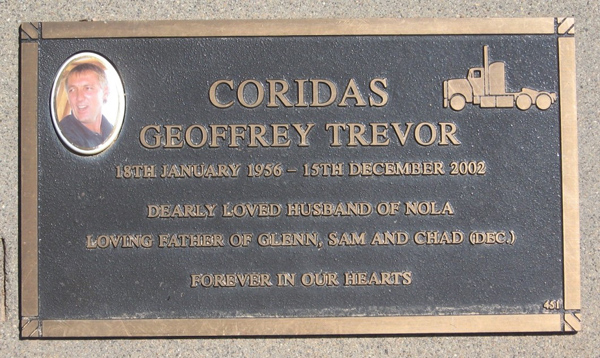 CORIDAS
GEOFFREY TREVOR
18TH JANUARY 1956 – 15TH DECEMBER 2002
DEARLY LOVED HUSBAND OF NOLA
LOVING FATHER OF GLENN, SAM AND CHAD (DEC.)
FOREVER IN OUR HEARTS
451